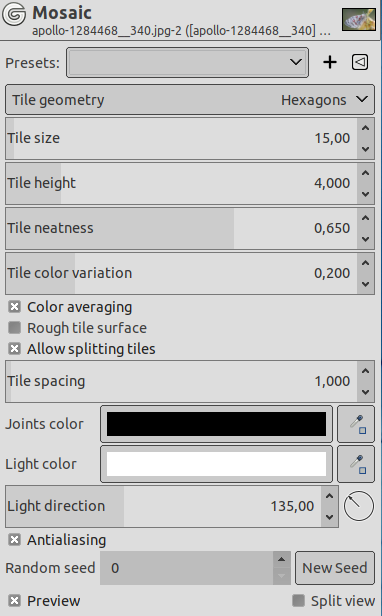 Mosaic
apollo-1284468__340.jpg-2 ([apollo-1284468__340] ...
Presets:
Tile geometry Hexagons
Tile size 15,00
Tile height 4,000
Tile neatness 0,650
Tile color variation 0,200
Color averaging
Rough tile surface
Allow splitting tiles
Tile spacing 1,000
Joints color
Light color
Light direction 135,00
Antialiasing
Random seed 0 New Seed
Preview Split view